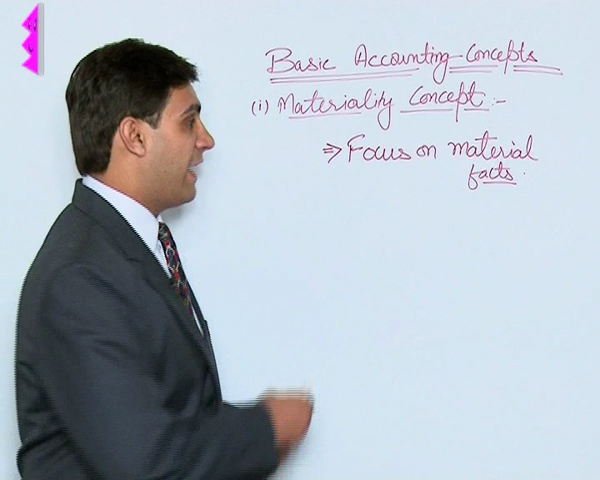 Basic Accounting Concepts
(i) Materiality Concept :-
⇒ Focus on material
facts.